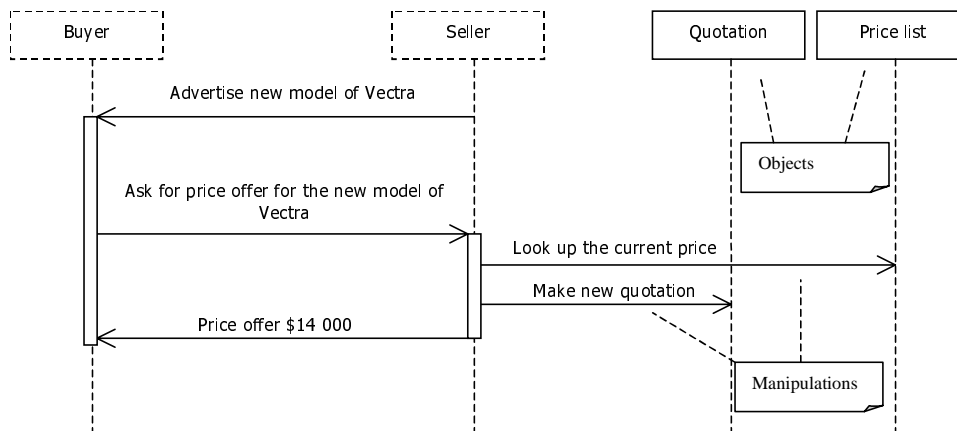 Buyer
Seller
Quotation
Price list
Advertise new model of Vectra
Objects
Ask for price offer for the new model of
Vectra
Look up the current price
Make new quotation
Price offer $14 000
Manipulations